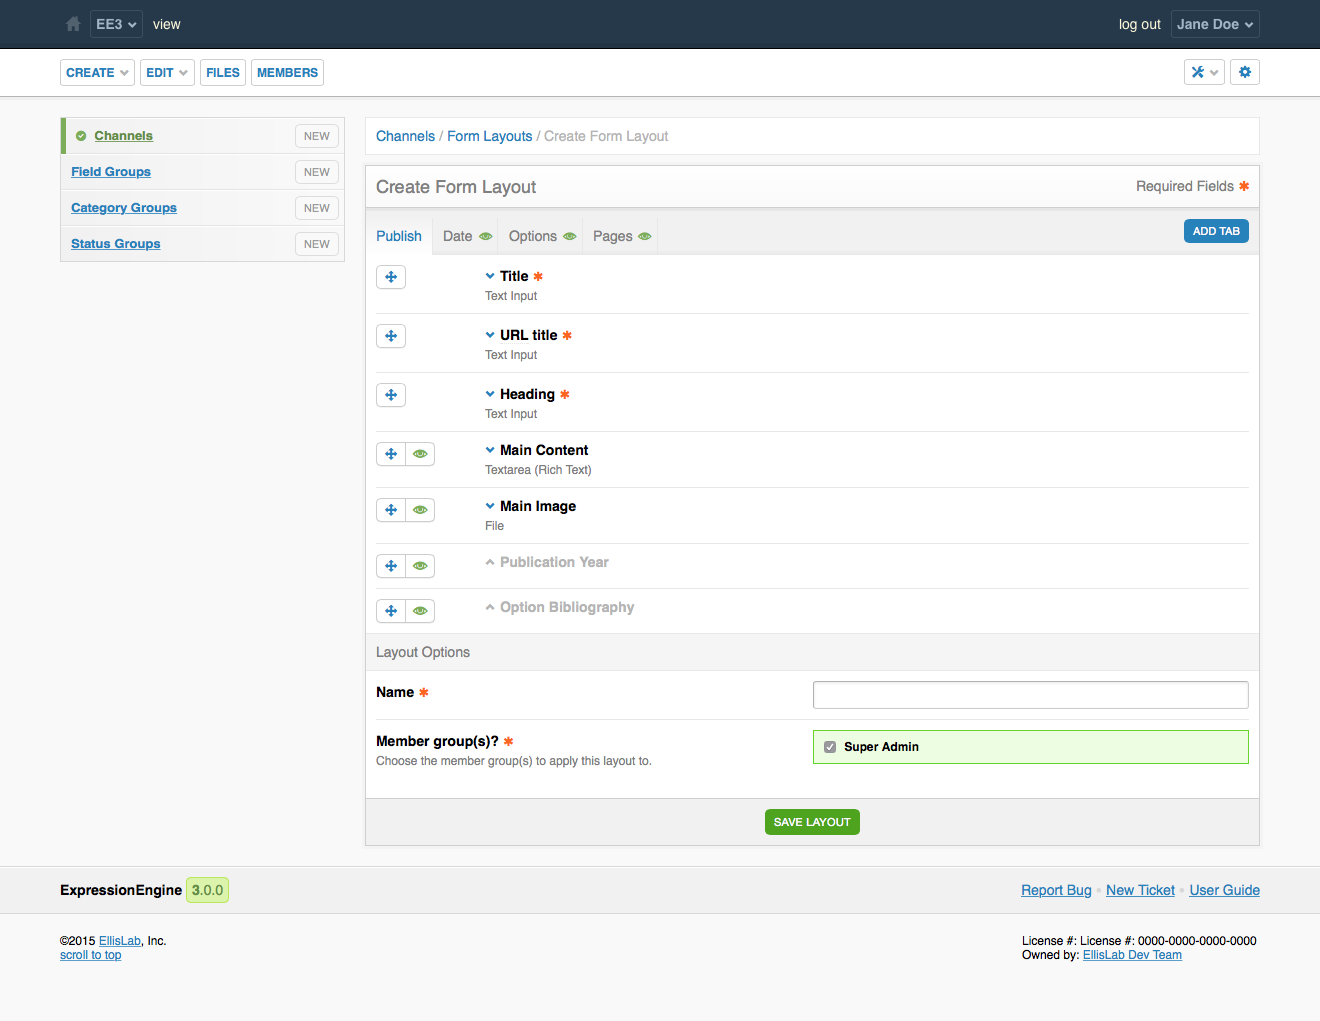 EE3 view log out Jane Doe
CREATE EDIT FILES MEMBERS
Channels NEW
Field Groups NEW
Category Groups NEW
Status Groups NEW
Channels / Form Layouts / Create Form Layout
Create Form Layout Required Fields ✱
Publish Date Options Pages ADD TAB
Title ✱
Text Input
URL title ✱
Text Input
Heading ✱
Text Input
Main Content
Textarea (Rich Text)
Main Image
File
Publication Year
Option Bibliography
Layout Options
Name ✱
Member group(s)? ✱ Super Admin
Choose the member group(s) to apply this layout to.
SAVE LAYOUT
ExpressionEngine 3.0.0 Report Bug • New Ticket • User Guide
©2015 EllisLab, Inc. License #: License #: 0000-0000-0000-0000
scroll to top Owned by: EllisLab Dev Team